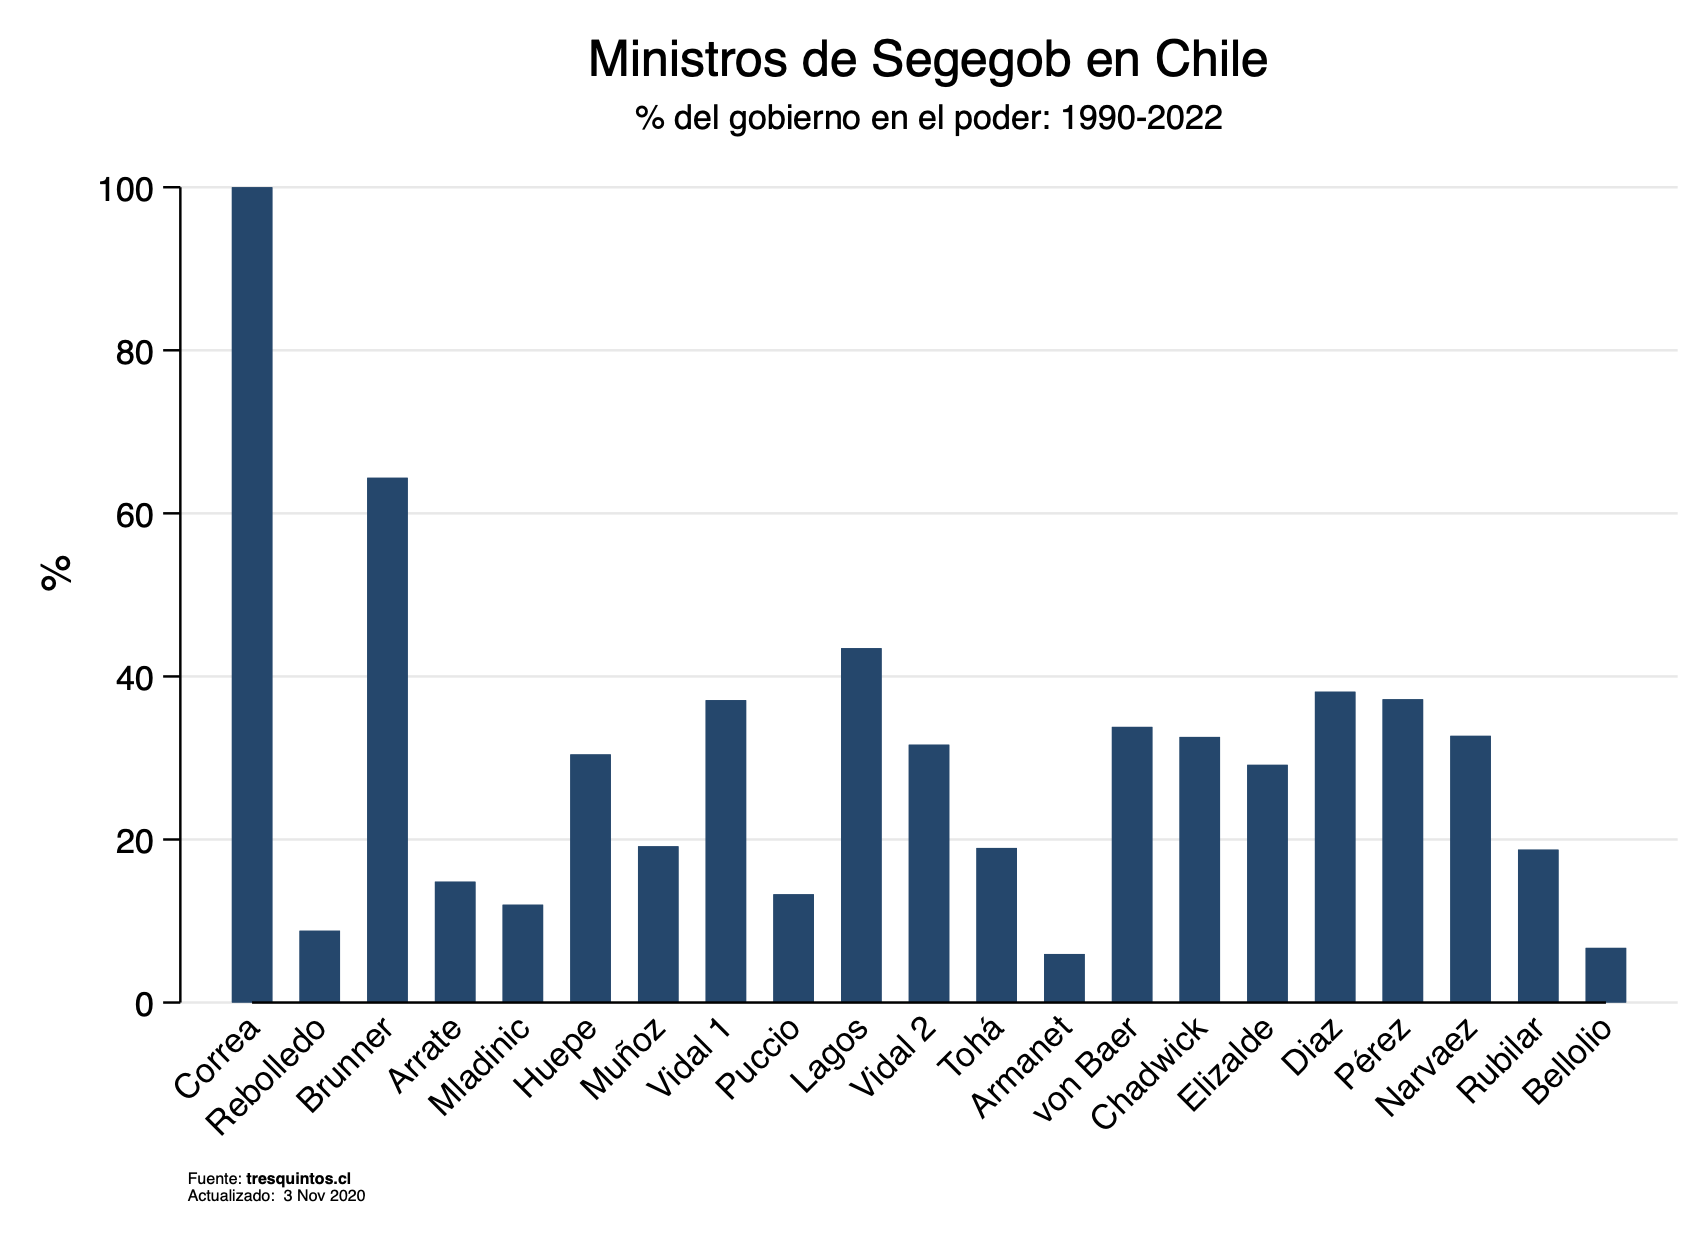 Ministros de Segegob en Chile
% del gobierno en el poder: 1990-2022
%
100
80
60
40
20
0
Correa
Rebolledo
Brunner
Arrate
Mladinic
Huepe
Muñoz
Vidal 1
Puccio
Lagos
Vidal 2
Tohá
Armanet
von Baer
Chadwick
Elizalde
Diaz
Pérez
Narvaez
Rubilar
Bellolio
Fuente: tresquintos.cl
Actualizado: 3 Nov 2020